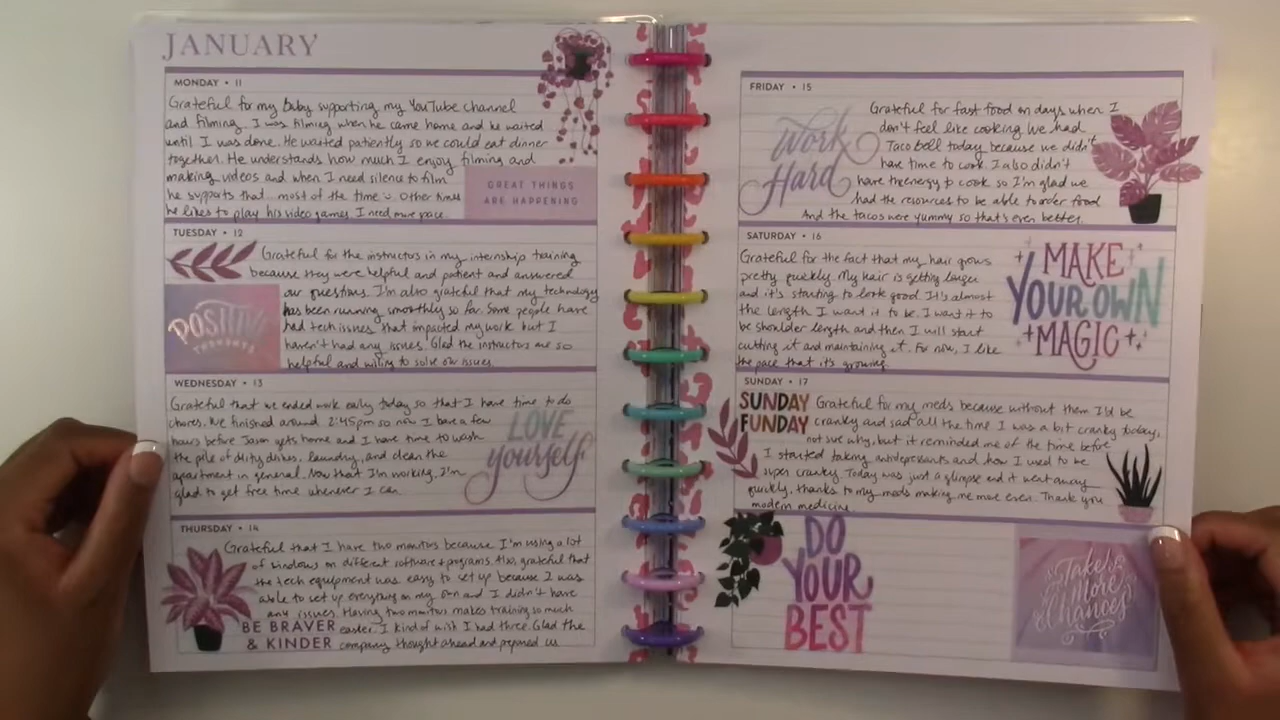 JANUARY
MONDAY • 11
Grateful for my baby supporting my YouTube channel
and filming. I was filming when he came home and he waited
until I was done. He waited patiently so we could eat dinner
together. He understands how much I enjoy filming and
making videos and when I need silence to film
he supports that most of the time. Other times
he likes to play his video games. I need more space.
GREAT THINGS
ARE HAPPENING
TUESDAY • 12
Grateful for the instructors in my internship training
because they were helpful and patient and answered
our questions. I'm also grateful that my technology
has been running smoothly so far. Some people have
had tech issues that impacted my work but I
haven't had any issues. Glad the instructors are so
helpful and willing to solve our issues.
POSITIVE
THOUGHTS
WEDNESDAY • 13
Grateful that we ended work early today so that I have time to do
chores. We finished around 2:45pm so now I have a few
hours before Jason gets home and I have time to wash
the pile of dirty dishes, laundry, and clean the
apartment in general. Now that I'm working, I'm
glad to get free time whenever I can.
LOVE
yourself
THURSDAY • 14
Grateful that I have two monitors because I'm using a lot
of windows on different software + programs. Also, grateful that
the tech equipment was easy to set up because I was
able to set up everything on my own and I didn't have
any issues. Having two monitors makes training so much
easier. I kind of wish I had three. Glad the
company thought ahead and prepared us
BE BRAVER
& KINDER
FRIDAY • 15
Work
Hard
Grateful for fast food on days when I
don't feel like cooking. We had
Taco bell today because we didn't
have time to cook. I also didn't
have the energy to cook so I'm glad we
had the resources to be able to order food
And the tacos were yummy so that's even better.
SATURDAY • 16
Grateful for the fact that my hair grows
pretty quickly. My hair is getting longer
and it's starting to look good. It's almost
the length I want it to be. I want it to
be shoulder length and then I will start
cutting it and maintaining it. For now, I like
the pace that it's growing.
MAKE
YOUR OWN
MAGIC
SUNDAY • 17
SUNDAY
FUNDAY
Grateful for my meds because without them I'd be
cranky and sad all the time. I was a bit cranky today,
not sure why, but it reminded me of the time before
I started taking antidepressants and how I used to be
super cranky. Today was just a glimpse and it went away
quickly, thanks to my meds making me more even. Thank you
modern medicine.
DO
YOUR
BEST
Take
More
Chances